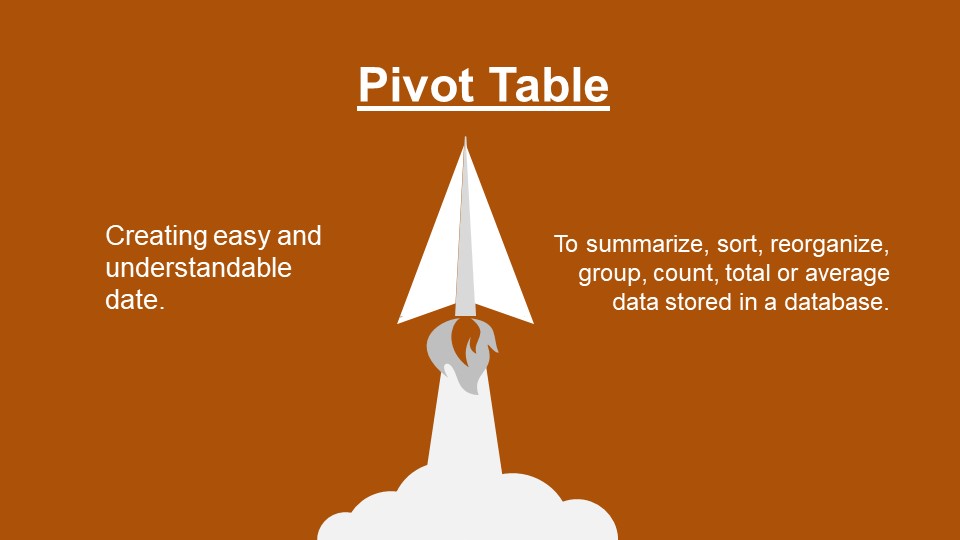 Pivot Table
Creating easy and
understandable
date.
To summarize, sort, reorganize,
group, count, total or average
data stored in a database.